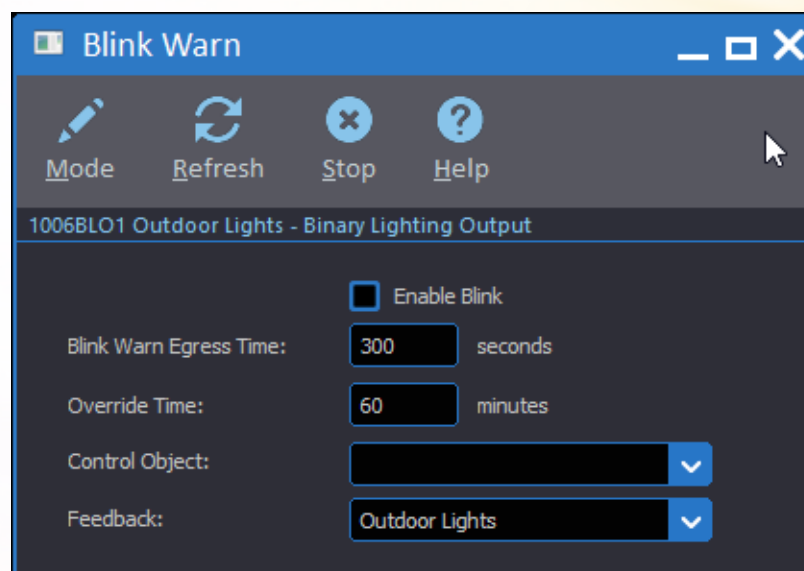 Blink Warn
Mode Refresh Stop Help
1006BLO1 Outdoor Lights - Binary Lighting Output
Enable Blink
Blink Warn Egress Time: 300 seconds
Override Time: 60 minutes
Control Object:
Feedback: Outdoor Lights